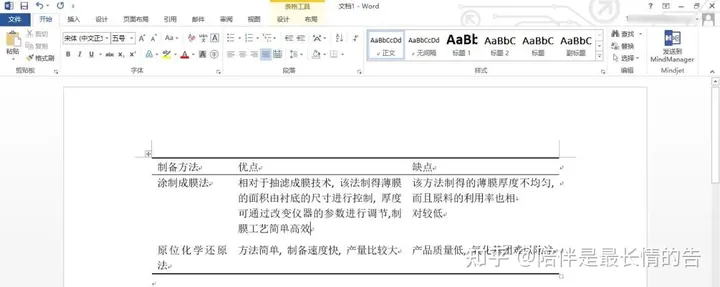 表格工具
文档1 - Word
文件
开始
插入
设计
页面布局
引用
邮件
审阅
视图
加载项
设计
布局
粘贴
剪切
复制
格式刷
剪贴板
宋体 (中文正文
五号
字体
段落
AaBbCcDd
AaBbCcDd
AaBb
AaBbC
AaBbC
AaBbC
正文
无间隔
标题 1
标题 2
标题
副标题
样式
查找
替换
选择
编辑
发送到
MindManager
Mindjet
制备方法
优点
缺点
涂制成膜法
相对于抽滤成膜技术, 该法制得薄膜
的面积由衬底的尺寸进行控制, 厚度
可通过改变仪器的参数进行调节,制
膜工艺简单高效
该方法制得的薄膜厚度不均匀,
而且原料的利用率也相
对较低
原位化学还原
法
方法简单, 制备速度快, 产量比较大
产品质量低,
知乎 @陪伴是最长情的告